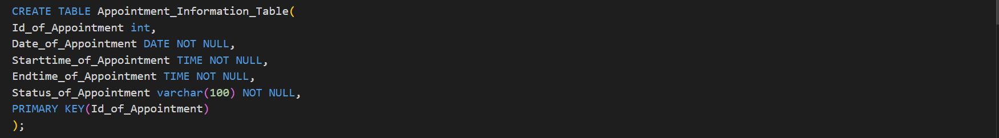 CREATE TABLE Appointment_Information_Table(
Id_of_Appointment int,
Date_of_Appointment DATE NOT NULL,
Starttime_of_Appointment TIME NOT NULL,
Endtime_of_Appointment TIME NOT NULL,
Status_of_Appointment varchar(100) NOT NULL,
PRIMARY KEY(Id_of_Appointment)
);